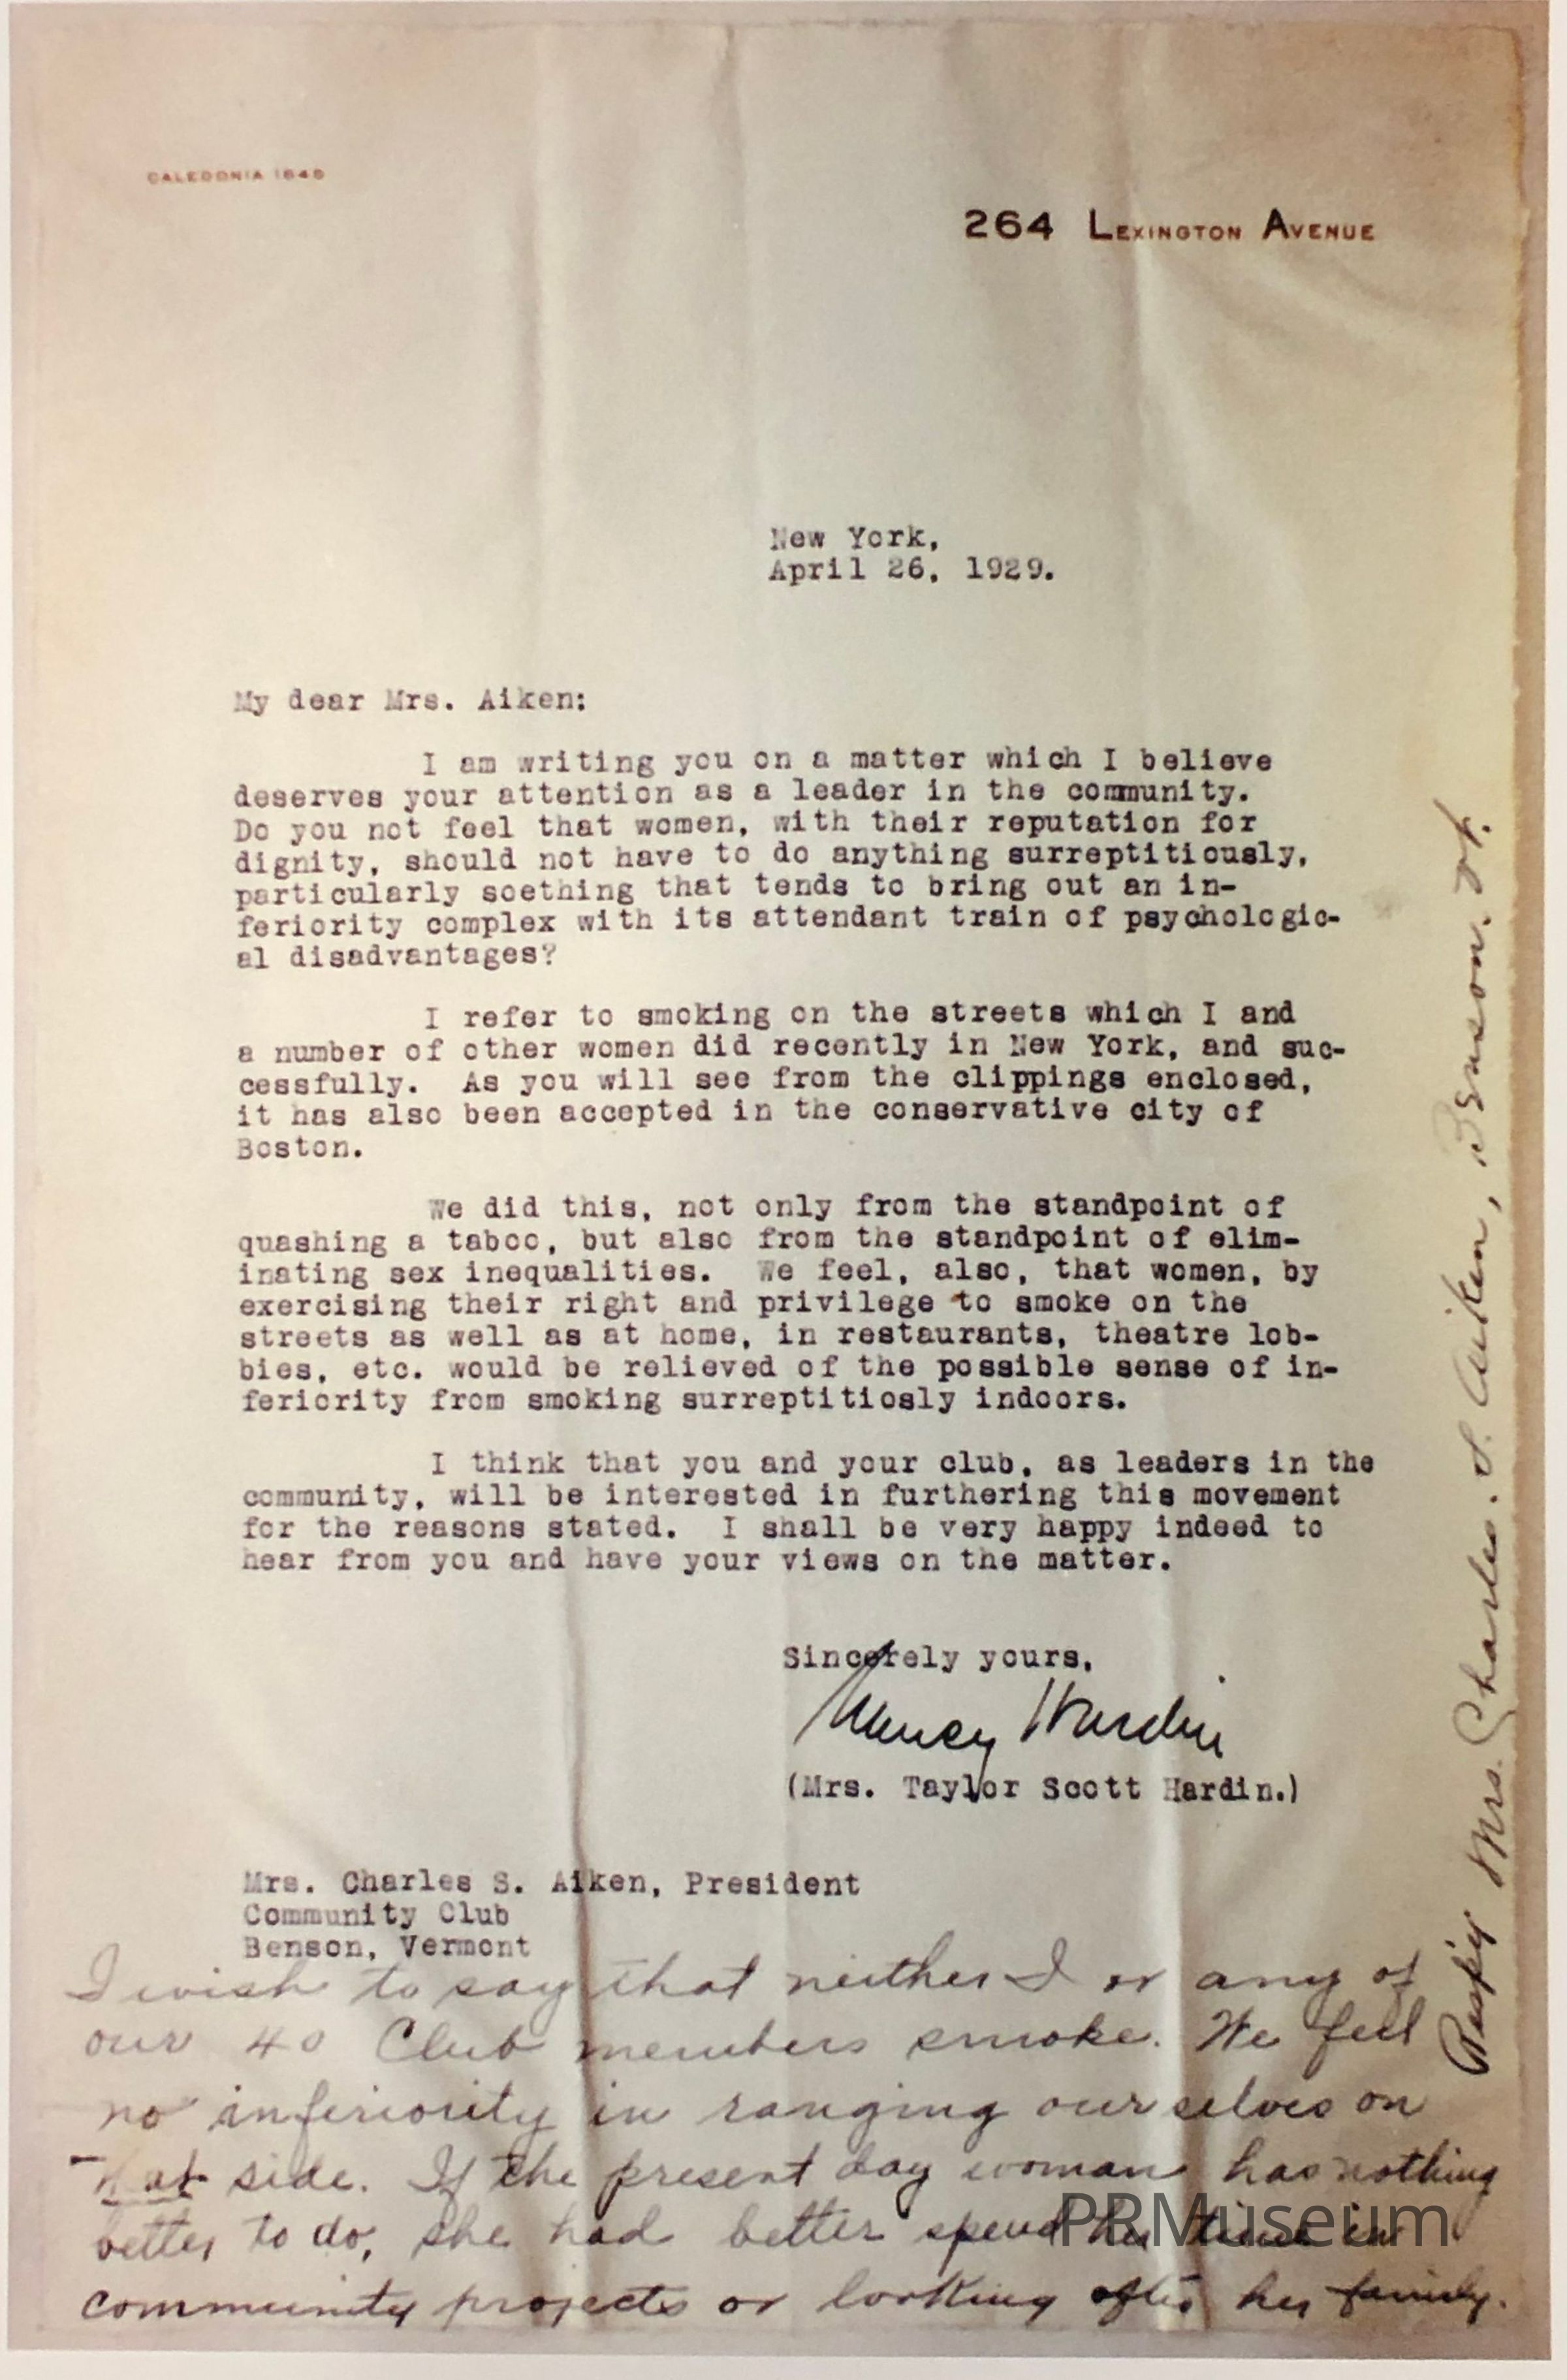 CALEDONIA 1640
264 LEXINGTON AVENUE
New York,
April 26, 1929.
My dear Mrs. Aiken:
I am writing you on a matter which I believe
deserves your attention as a leader in the community.
Do you not feel that women, with their reputation for
dignity, should not have to do anything surreptitiously,
particularly soething that tends to bring out an in-
feriority complex with its attendant train of psychologic-
al disadvantages?
I refer to smoking on the streets which I and
a number of other women did recently in New York, and suc-
cessfully. As you will see from the clippings enclosed,
it has also been accepted in the conservative city of
Boston.
We did this, not only from the standpoint of
quashing a taboo, but also from the standpoint of elim-
inating sex inequalities. We feel, also, that women, by
exercising their right and privilege to smoke on the
streets as well as at home, in restaurants, theatre lob-
bies, etc. would be relieved of the possible sense of in-
feriority from smoking surreptitiosly indoors.
I think that you and your club, as leaders in the
community, will be interested in furthering this movement
for the reasons stated. I shall be very happy indeed to
hear from you and have your views on the matter.
Sincerely yours,
Nancy Hardin
(Mrs. Taylor Scott Hardin.)
Mrs. Charles S. Aiken, President
Community Club
Benson, Vermont
I wish to say that neither I or any of
our 40 Club members smoke. We feel
no inferiority in ranging ourselves on
that side. If the present day woman has nothing
better to do, she had better spend her time in
community projects or looking after her family.
Mrs. Charles. S. Aiken, Benson. Vt.
PRMuseum